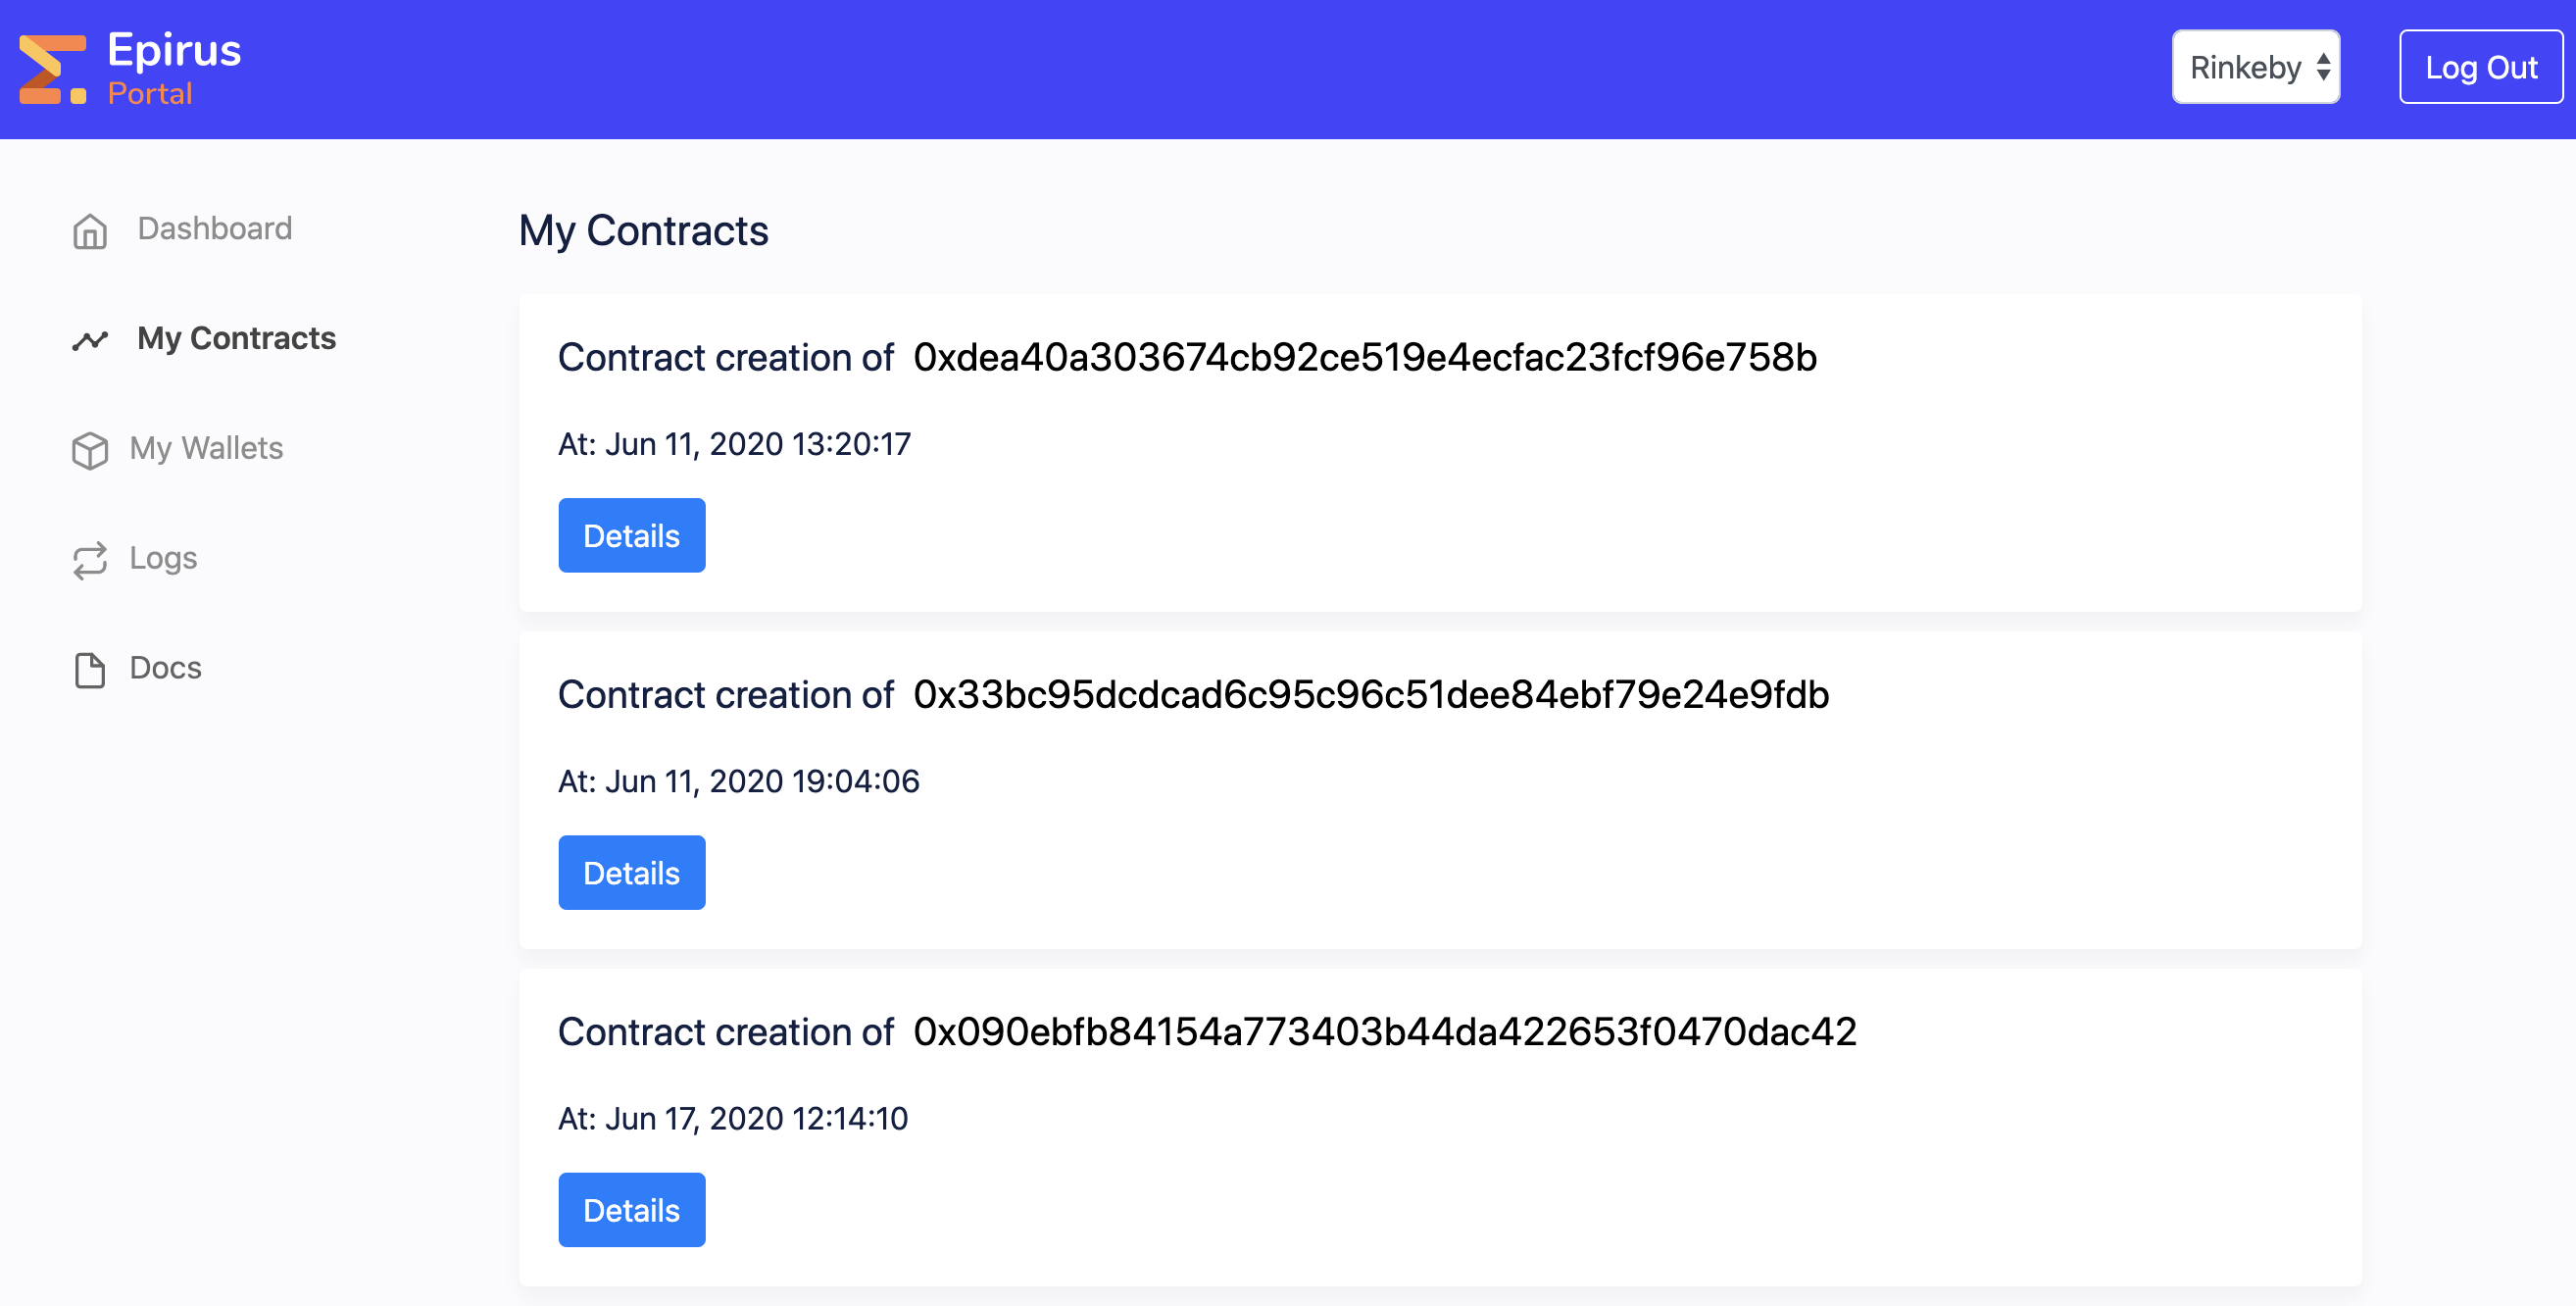 Epirus
Portal
Rinkeby
Log Out
Dashboard
My Contracts
My Wallets
Logs
Docs
My Contracts
Contract creation of 0xdea40a303674cb92ce519e4ecfac23fcf96e758b
At: Jun 11, 2020 13:20:17
Details
Contract creation of 0x33bc95dcdcad6c95c96c51dee84ebf79e24e9fdb
At: Jun 11, 2020 19:04:06
Details
Contract creation of 0x090ebfb84154a773403b44da422653f0470dac42
At: Jun 17, 2020 12:14:10
Details